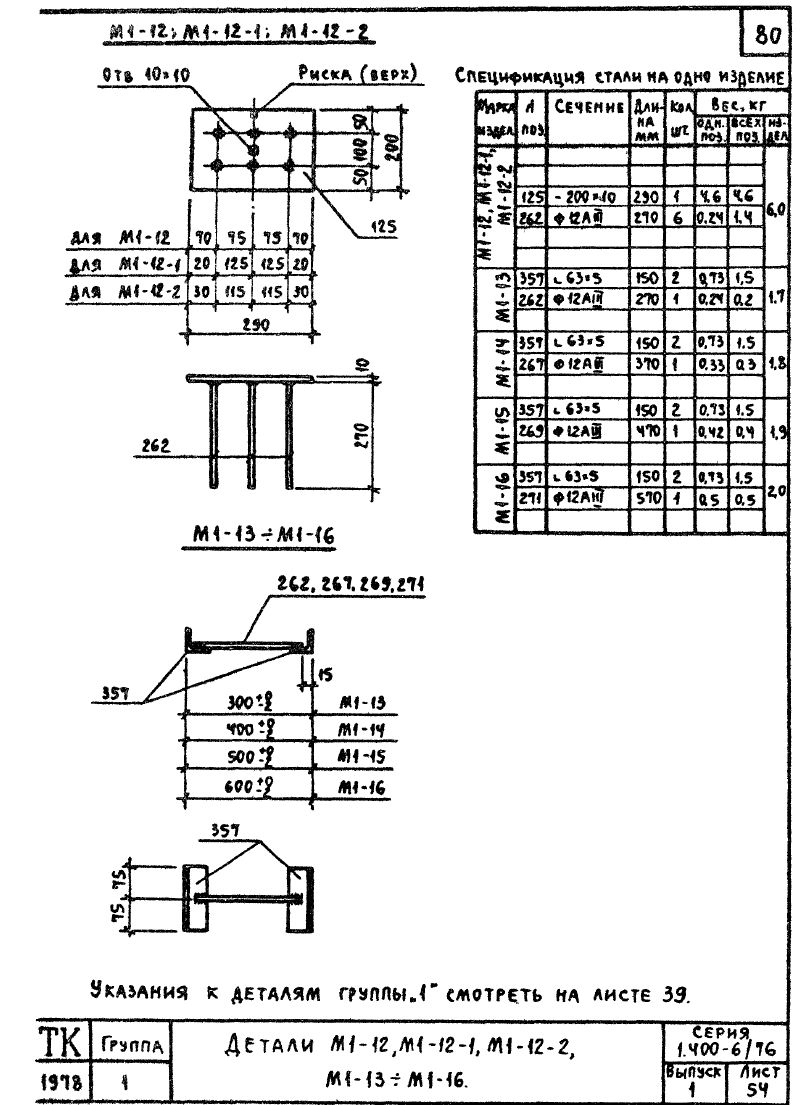 80
М1-12; М1-12-1; М1-12-2
Отв 10×10
Риска (верх)
50
100
50
200
125
для М1-12 70 75 75 70
для М1-12-1 20 125 125 20
для М1-12-2 30 115 115 30
290
10
270
262
М1-13÷М1-16
262, 267, 269, 271
357
15
300 +0 -2 М1-13
400 +0 -2 М1-14
500 +0 -2 М1-15
600 +0 -2 М1-16
357
75
75
Спецификация стали на одно изделие
Марка издел. № поз. Сечение Длина мм Кол. шт. Вес, кг
одн. поз. всех поз. издел
М1-12, М1-12-1, М1-12-2
125 - 200×10 290 1 4,6 4,6 6,0
262 Ф12АIII 270 6 0,24 1,4
М1-13 357 L 63×5 150 2 0,73 1,5 1,7
262 Ф12АIII 270 1 0,24 0,2
М1-14 357 L 63×5 150 2 0,73 1.5 1,8
267 Ф12АIII 370 1 0,33 0,3
М1-15 357 L 63×5 150 2 0,73 1.5 1,9
269 Ф12АIII 470 1 0,42 0,4
М1-16 357 L 63×5 150 2 0,73 1,5 2,0
271 Ф12АIII 570 1 0,5 0,5
Указания к деталям группы „1" смотреть на листе 39.
ТК
1978
Группа
1
Детали М1-12, М1-12-1, М1-12-2,
М1-13÷М1-16.
Серия
1.400-6/76
Выпуск
1
Лист
54